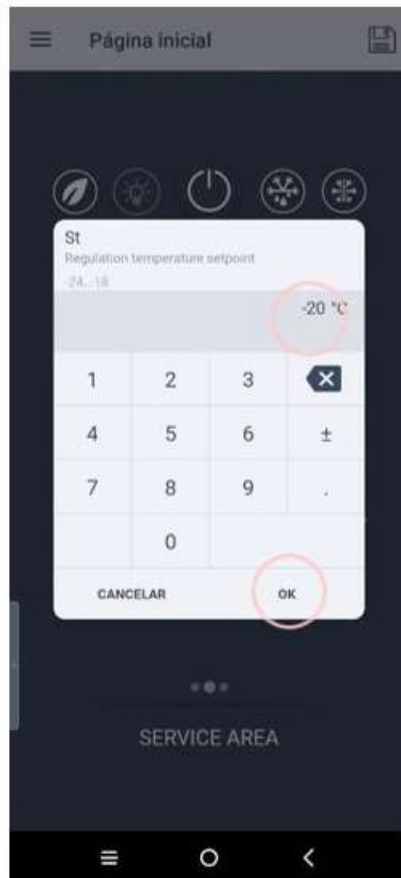 Página inicial
St
Regulation temperature setpoint
-24..-18
-20 °C
1 2 3
4 5 6 ±
7 8 9 .
0
CANCELAR OK
SERVICE AREA